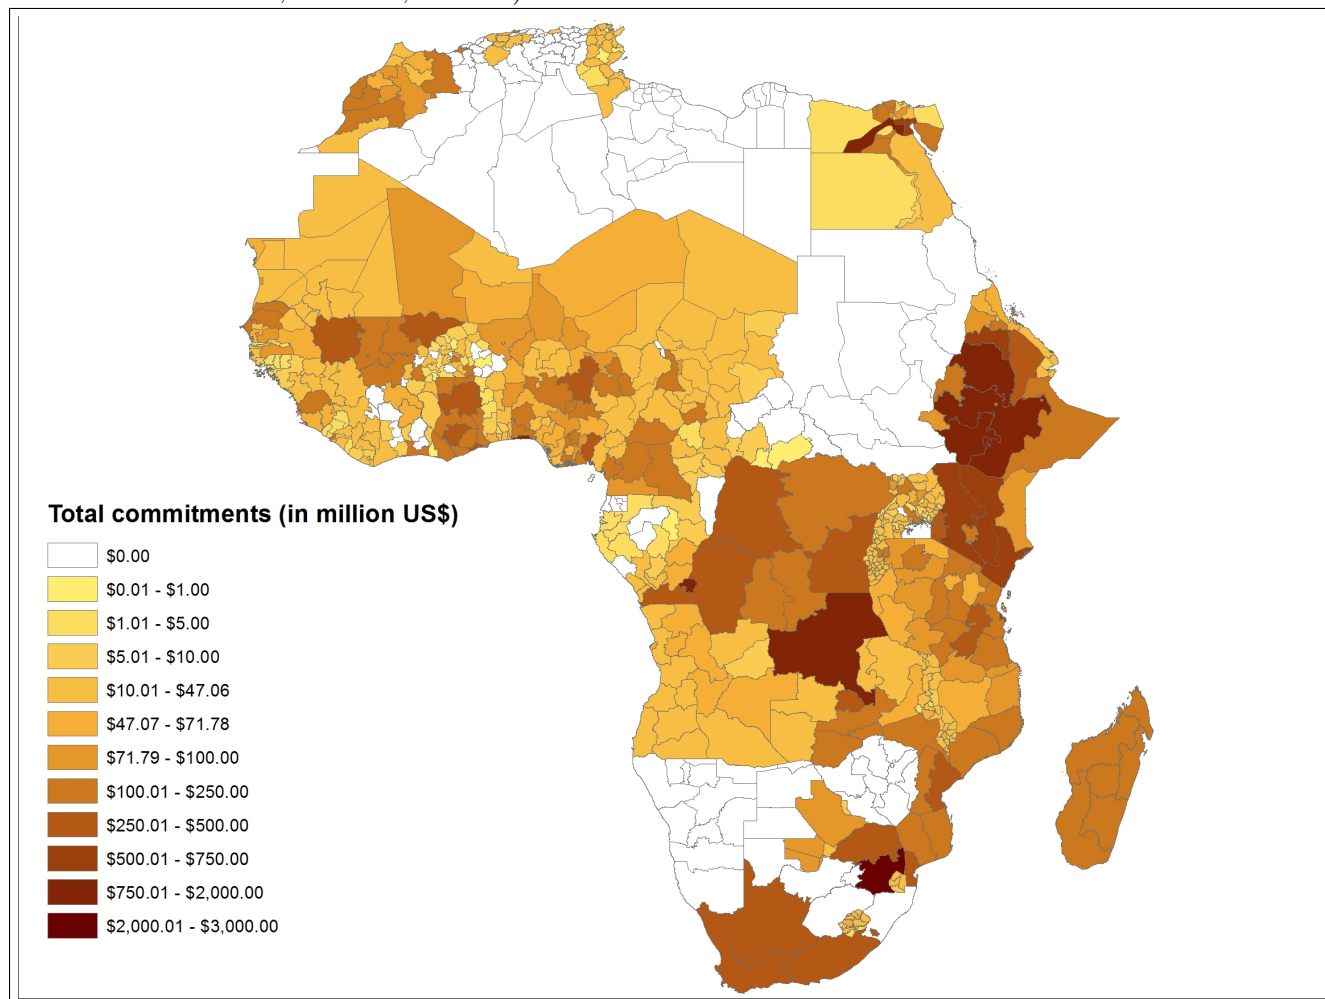 Total commitments (in million US$)
$0.00
$0.01 - $1.00
$1.01 - $5.00
$5.01 - $10.00
$10.01 - $47.06
$47.07 - $71.78
$71.79 - $100.00
$100.01 - $250.00
$250.01 - $500.00
$500.01 - $750.00
$750.01 - $2,000.00
$2,000.01 - $3,000.00